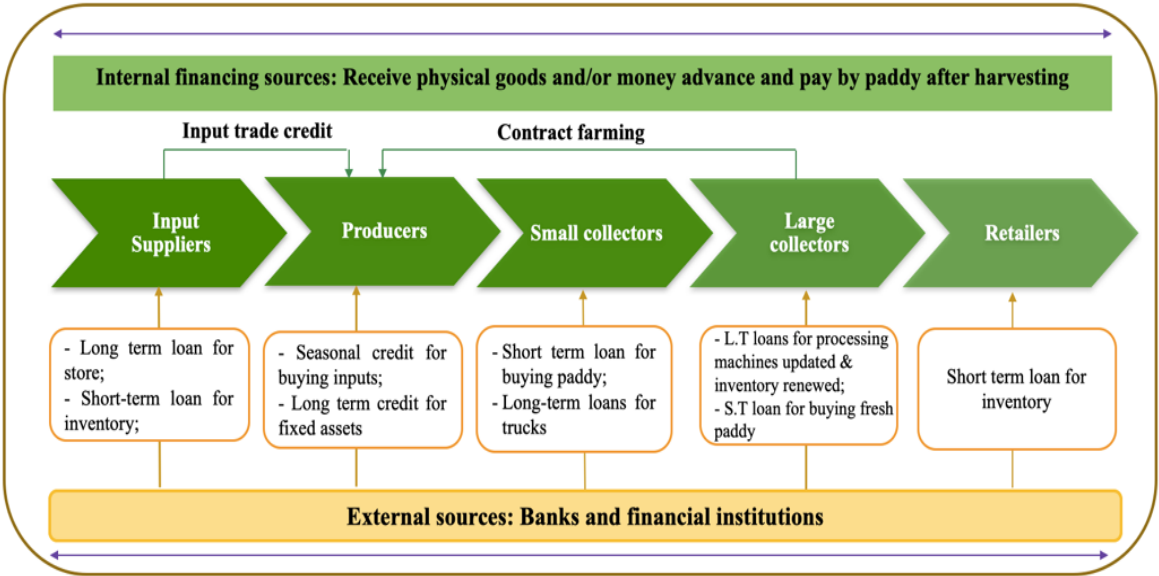 Internal financing sources: Receive physical goods and/or money advance and pay by paddy after harvesting
Input trade credit
Contract farming
Input
Suppliers
Producers
Small collectors
Large
collectors
Retailers
- Long term loan for
store;
- Short-term loan for
inventory;
- Seasonal credit for
buying inputs;
- Long term credit for
fixed assets
- Short term loan for
buying paddy;
- Long-term loans for
trucks
- L.T loans for processing
machines updated &
inventory renewed;
- S.T loan for buying fresh
paddy
Short term loan for
inventory
External sources: Banks and financial institutions